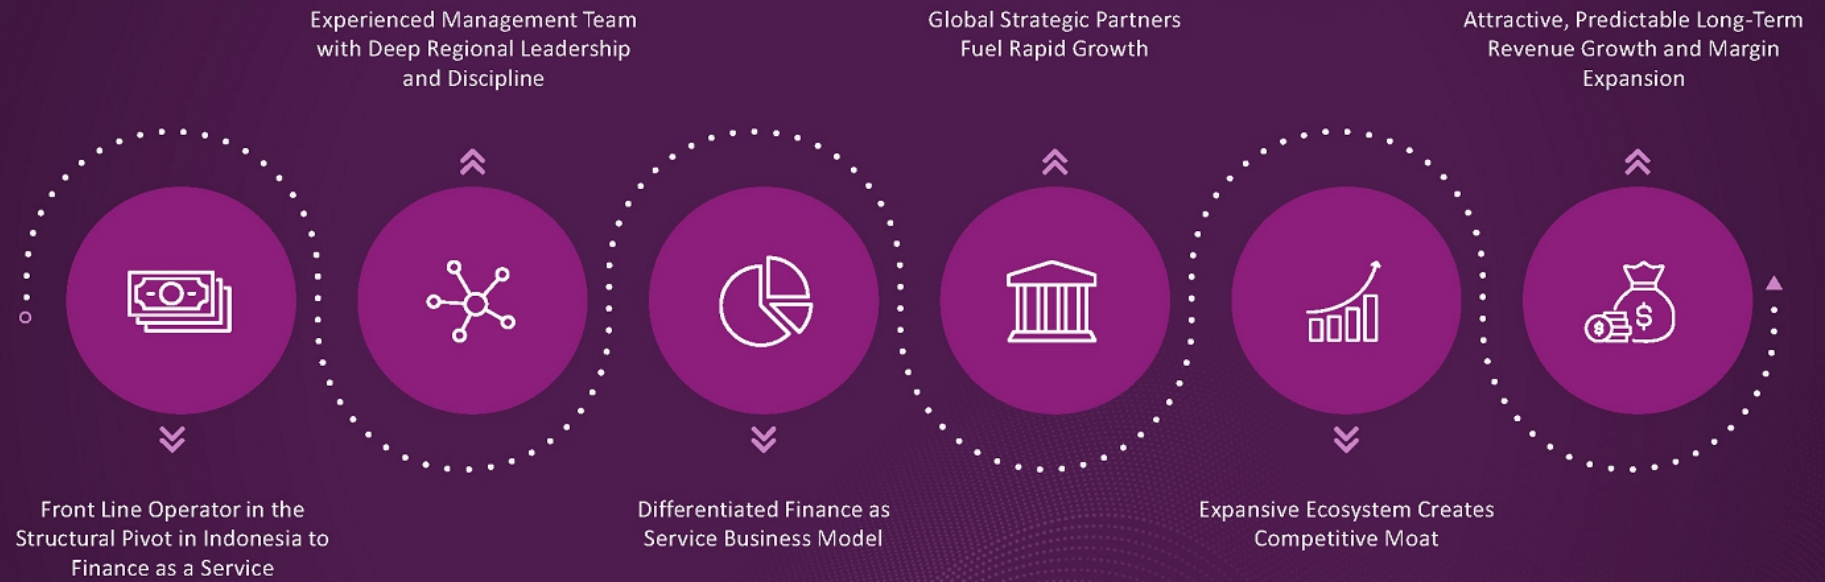 Experienced Management Team
with Deep Regional Leadership
and Discipline
Global Strategic Partners
Fuel Rapid Growth
Attractive, Predictable Long-Term
Revenue Growth and Margin
Expansion
$
$
Front Line Operator in the
Structural Pivot in Indonesia to
Finance as a Service
Differentiated Finance as
Service Business Model
Expansive Ecosystem Creates
Competitive Moat